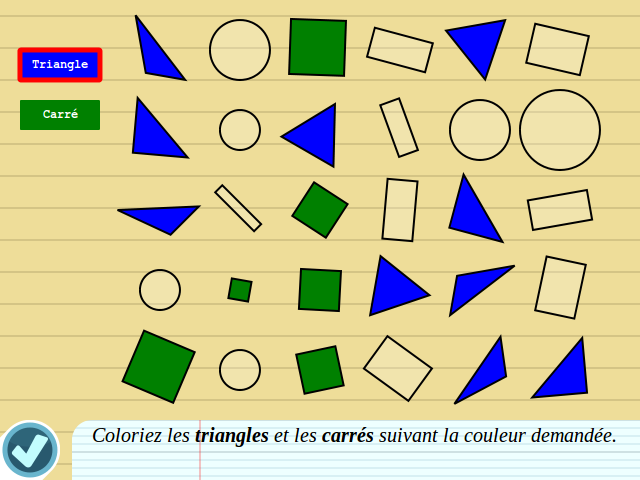 Triangle
Carré
Coloriez les triangles et les carrés suivant la couleur demandée.